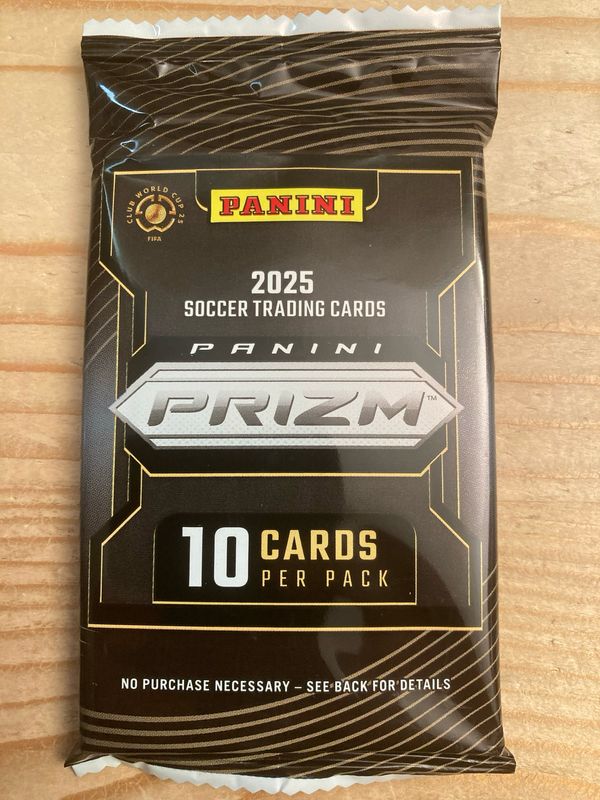 CLUB WORLD CUP 25
FIFA
PANINI
2025
SOCCER TRADING CARDS
PANINI
PRIZM™
10 CARDS
PER PACK
NO PURCHASE NECESSARY – SEE BACK FOR DETAILS